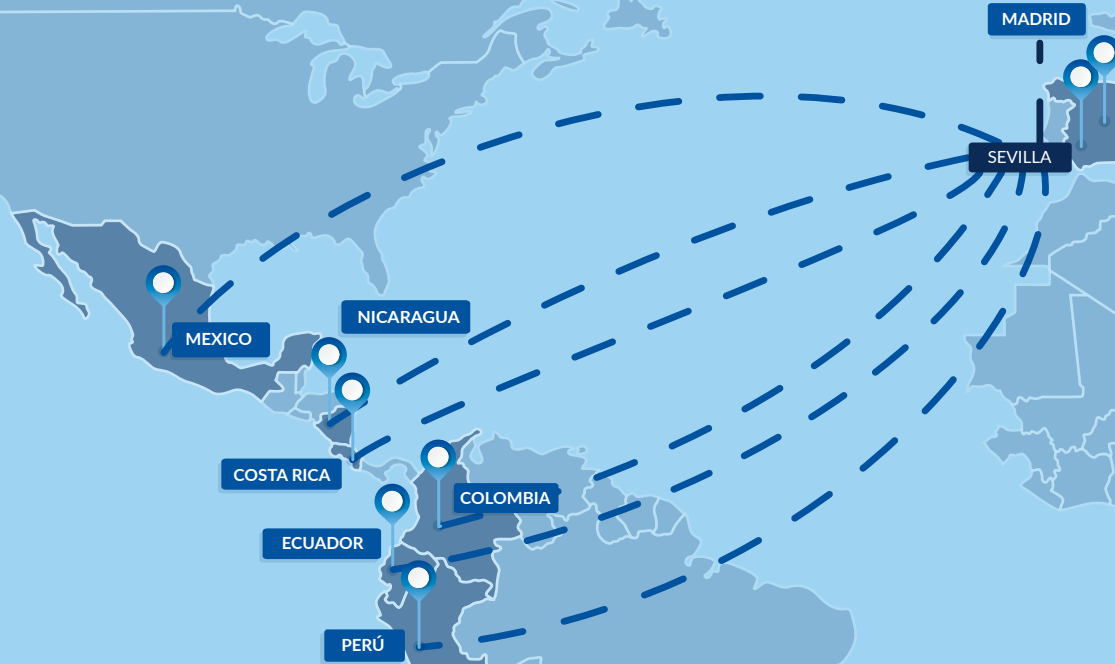 MADRID
SEVILLA
NICARAGUA
MEXICO
COSTA RICA
COLOMBIA
ECUADOR
PERÚ